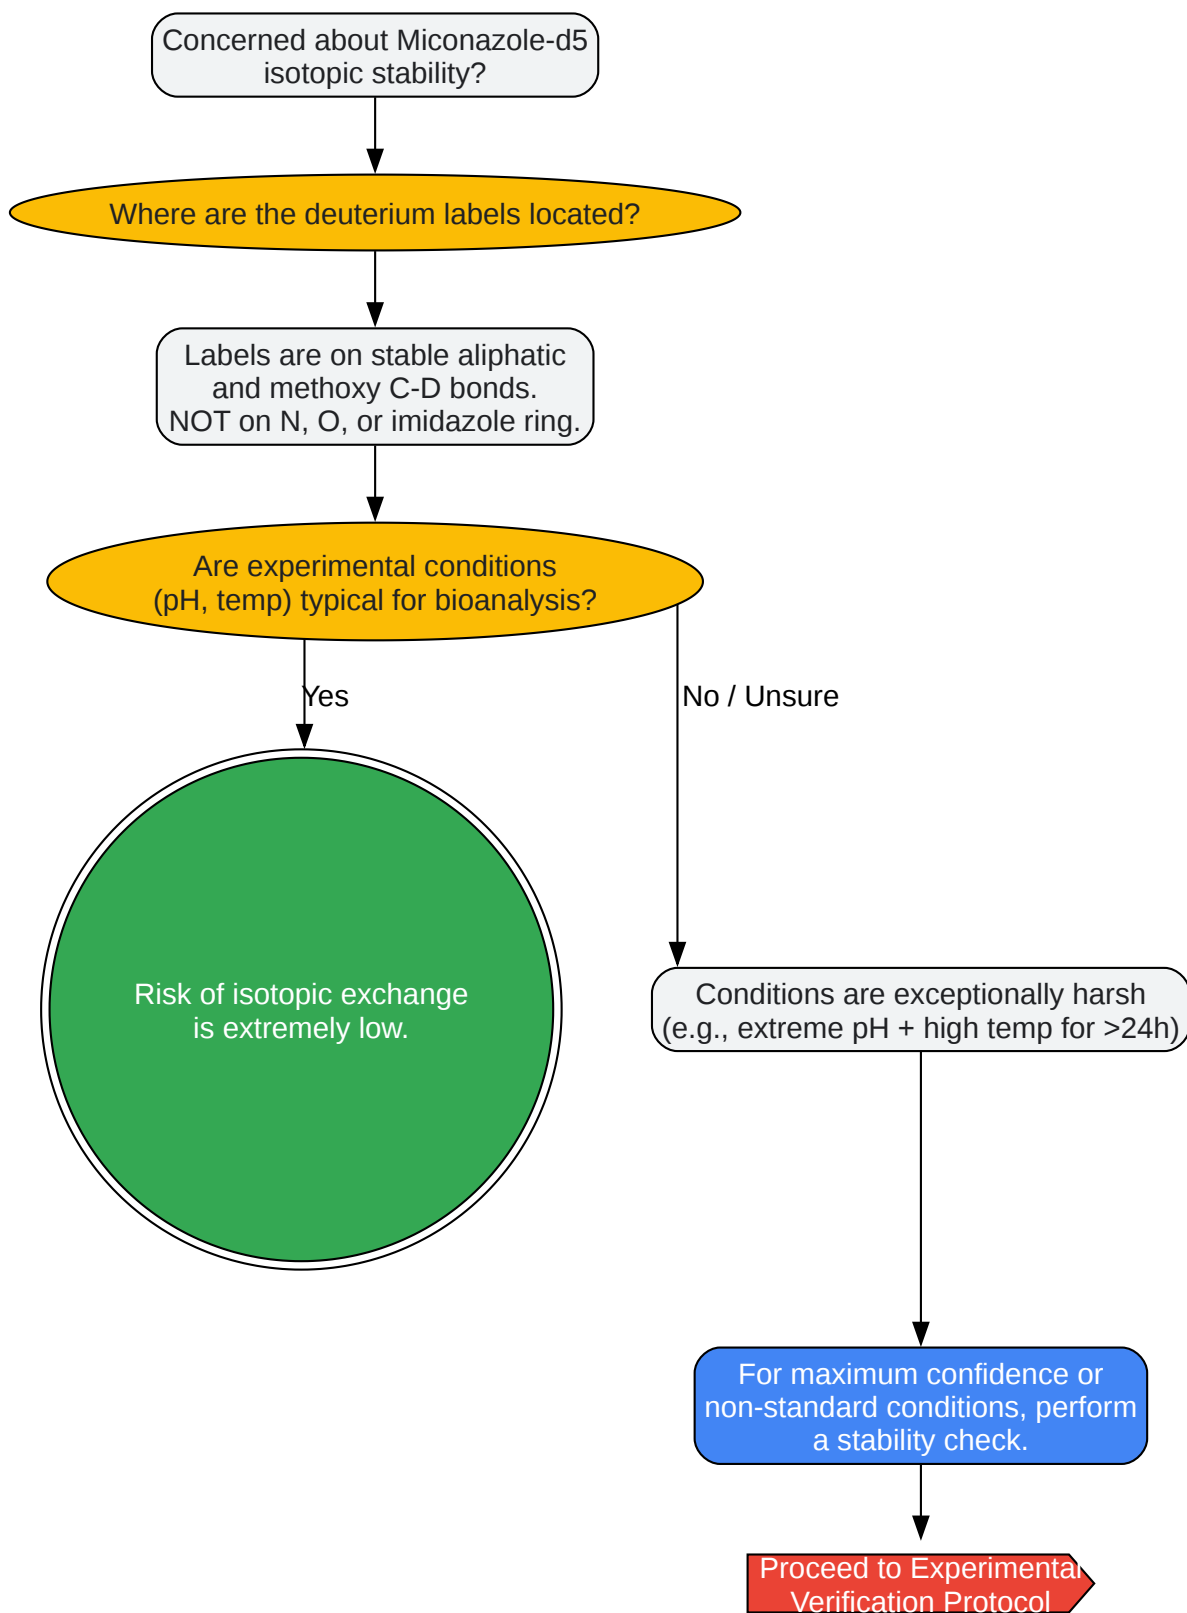 Concerned about Miconazole-d5
isotopic stability?
Where are the deuterium labels located?
Labels are on stable aliphatic
and methoxy C-D bonds.
NOT on N, O, or imidazole ring.
Are experimental conditions
(pH, temp) typical for bioanalysis?
Yes
No / Unsure
Risk of isotopic exchange
is extremely low.
Conditions are exceptionally harsh
(e.g., extreme pH + high temp for >24h)
For maximum confidence or
non-standard conditions, perform
a stability check.
Proceed to Experimental
Verification Protocol